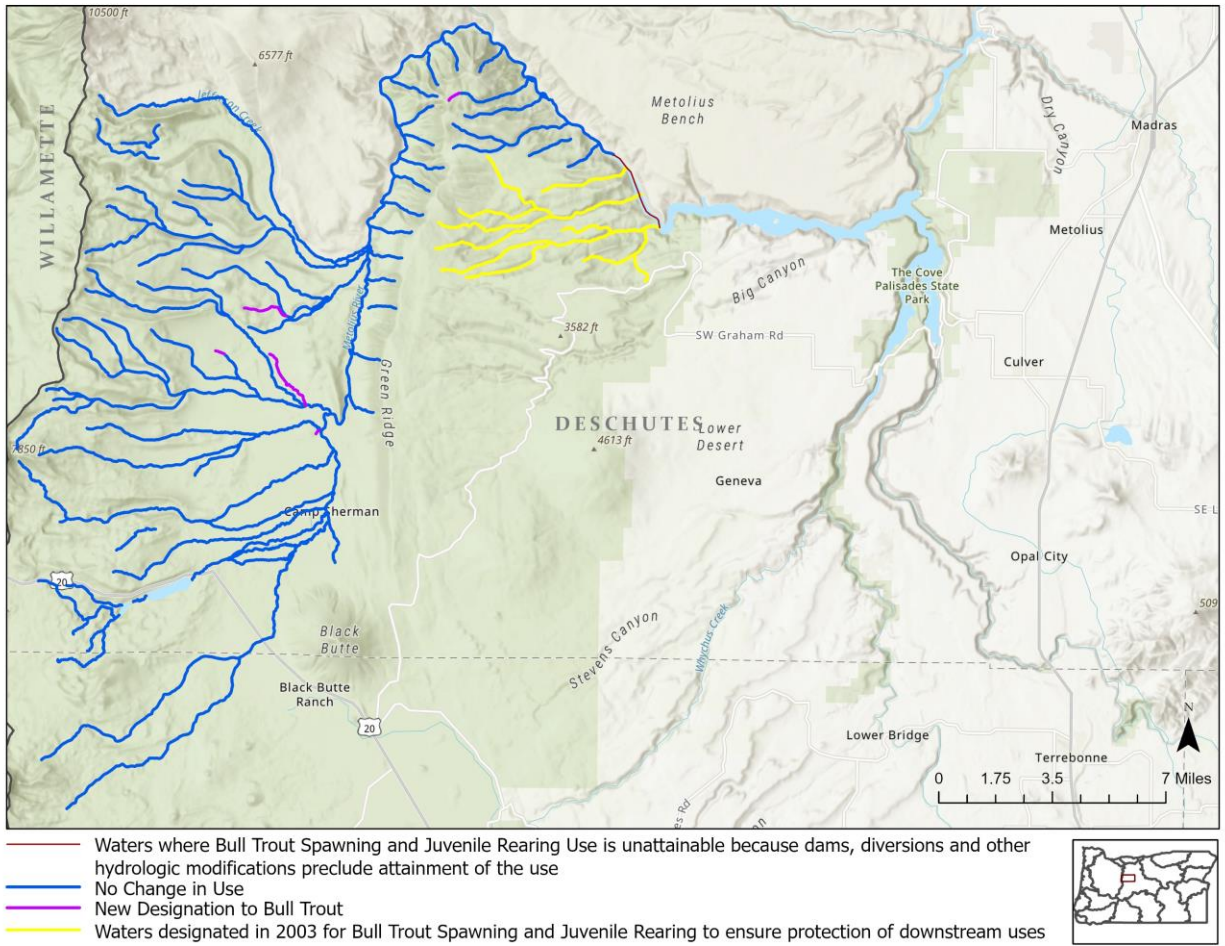 10500 ft
6577 ft
Jefferson Creek
WILLAMETTE
Metolius
Bench
Dry Canyon
Madras
Metolius
The Cove
Palisades State
Park
Big Canyon
SW Graham Rd
Metolius River
3582 ft
Green Ridge
Culver
DESCHUTES
Lower
Desert
4613 ft
7850 ft
Geneva
Camp Sherman
SE L
Opal City
20
509
Whychus Creek
Stevens Canyon
Black
Butte
Black Butte
Ranch
20
N
Lower Bridge
Terrebonne
0 1.75 3.5 7 Miles
es Rd
on
Waters where Bull Trout Spawning and Juvenile Rearing Use is unattainable because dams, diversions and other
hydrologic modifications preclude attainment of the use
No Change in Use
New Designation to Bull Trout
Waters designated in 2003 for Bull Trout Spawning and Juvenile Rearing to ensure protection of downstream uses